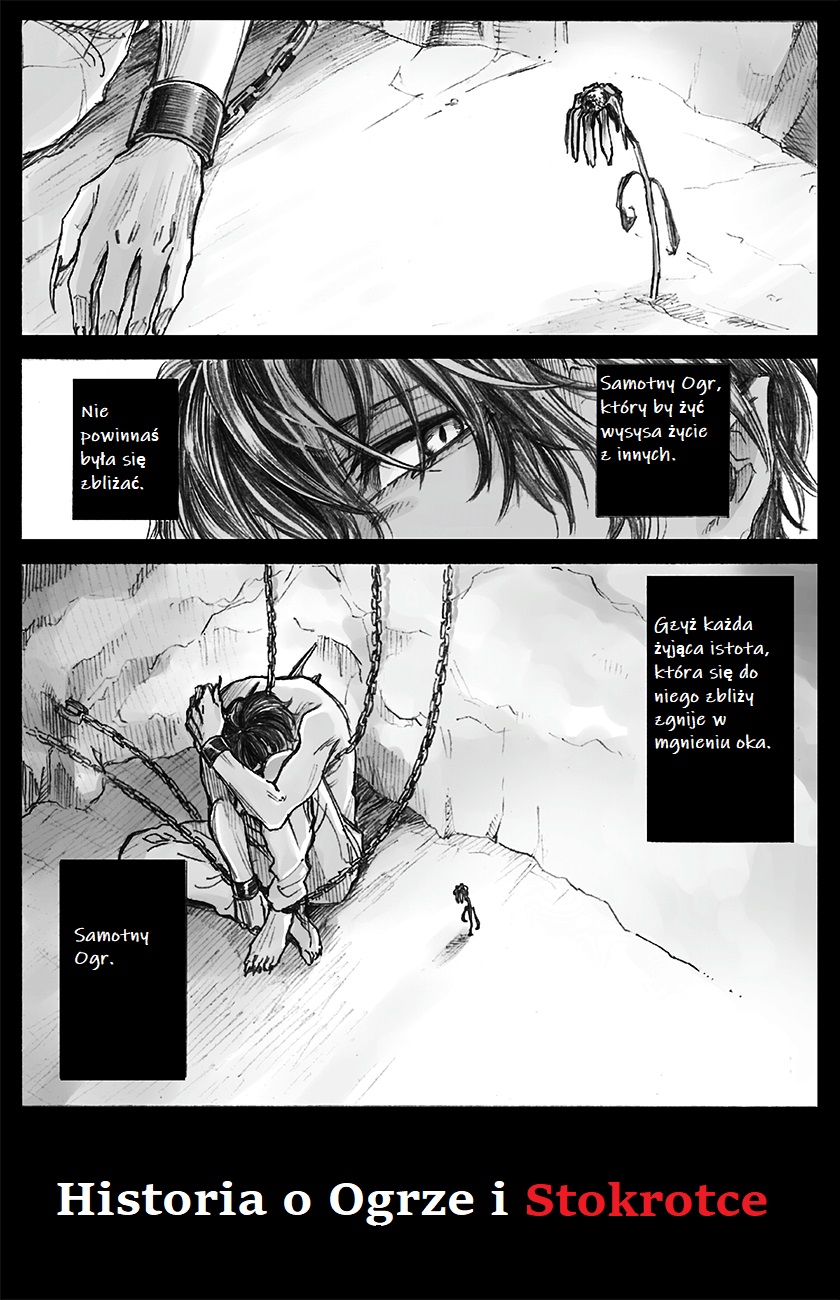 Nie
powinnaś
była się
zbliżać.
Samotny Ogr,
który by żyć
wysysa życie
z innych.
Gzyż każda
żyjąca istota,
która się do
niego zbliży
zgnije w
mgnieniu oka.
Samotny
Ogr.
Historia o Ogrze i Stokrotce